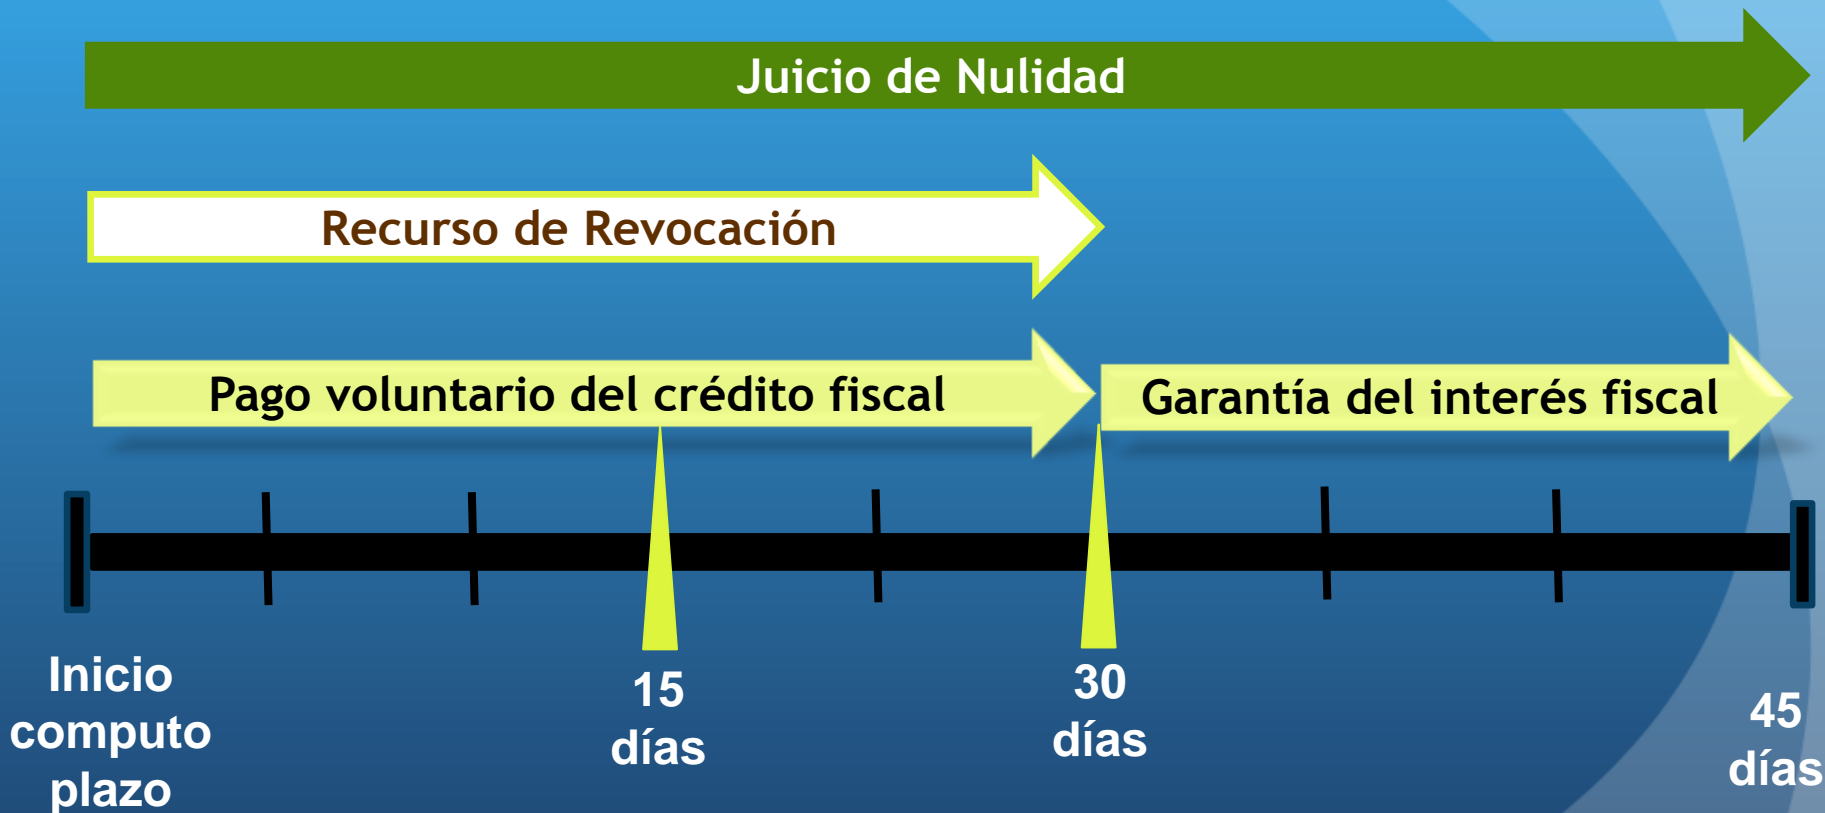 Juicio de Nulidad
Recurso de Revocación
Pago voluntario del crédito fiscal
Garantía del interés fiscal
Inicio
computo
plazo
15
días
30
días
45
días